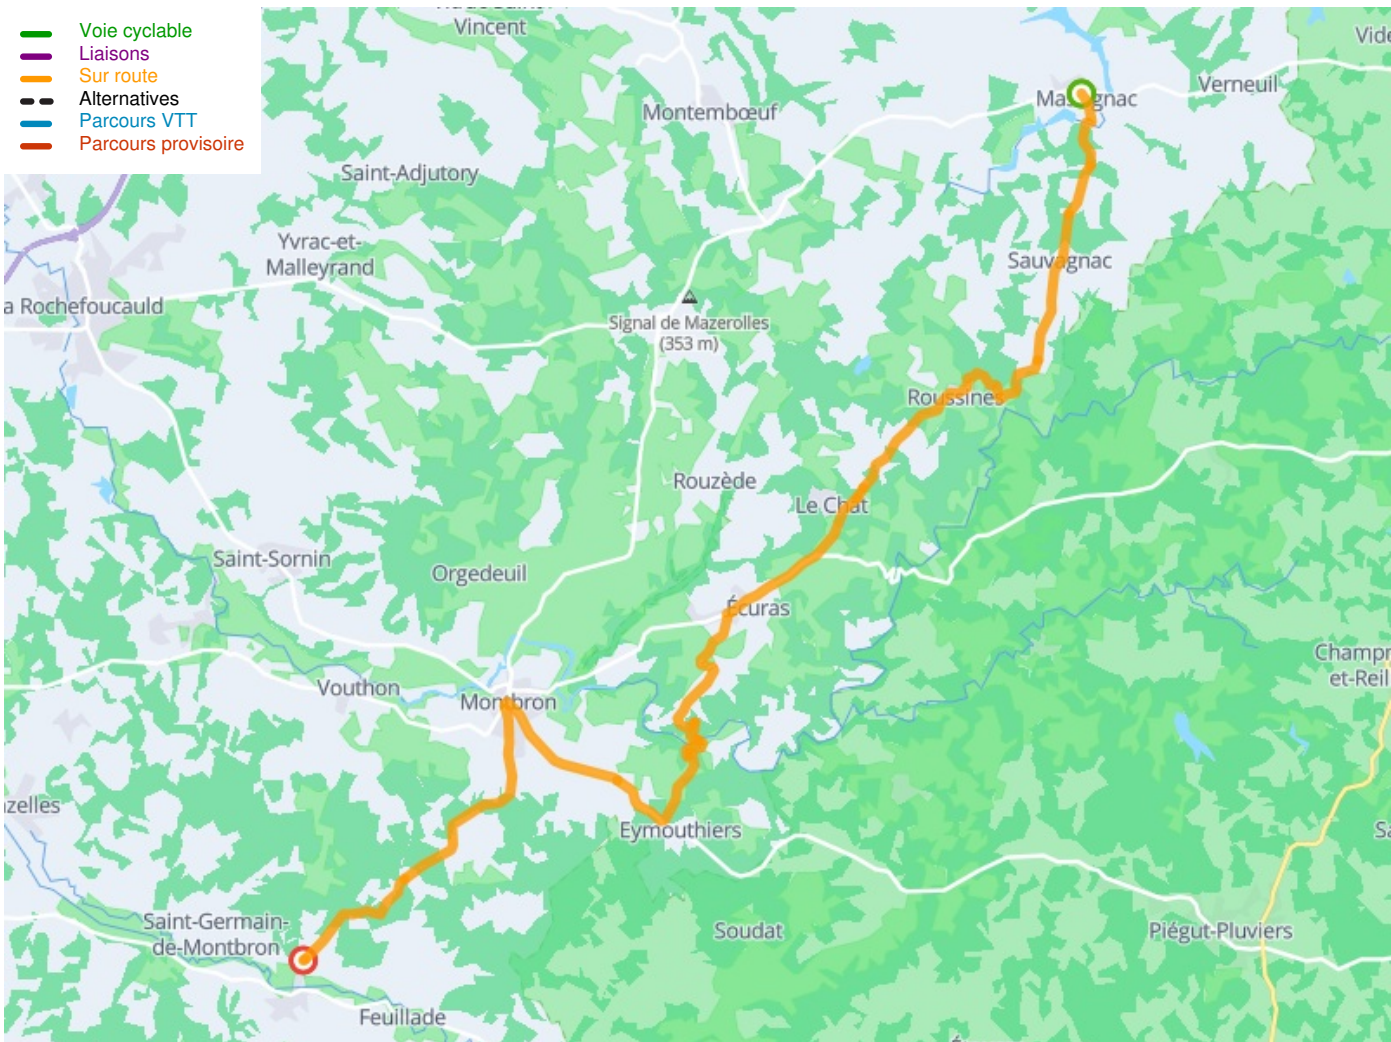 Voie cyclable
Liaisons
Sur route
Alternatives
Parcours VTT
Parcours provisoire
Vincent
Montembœuf
Verneuil
Saint-Adjutory
Yvrac-et-
Malleyrand
Sauvagnac
a Rochefoucauld
Signal de Mazerolles
(353 m)
Roussines
Rouzède
Le Chat
Saint-Sornin
Orgedeuil
Écuras
Champr
et-Reil
Vouthon
Montbron
zelles
Eymouthiers
Saint-Germain-
de-Montbron
Soudat
Piégut-Pluviers
Feuillade